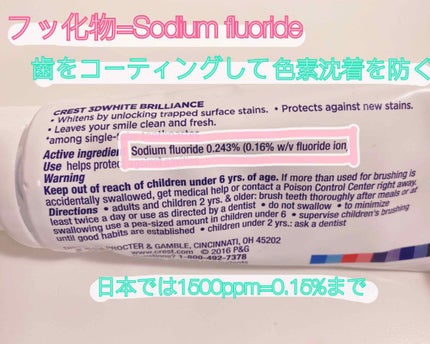 フッ化物=Sodium fluoride
歯をコーティングして色素沈着を防ぐ
CREST 3DWHITE BRILLIANCE
• Whitens by unlocking trapped surface stains. • Protects against new stains.
• Leaves your smile clean and fresh.
*among single-
Active ingredien
Sodium fluoride 0.243% (0.16% w/v fluoride ion
Use helps protec
Warning
Keep out of reach of children under 6 yrs. of age. If more than used for brushing is
accidentally swallowed, get medical help or contact a Poison Control Center right away.
Directions • adults and children 2 yrs. & older: brush teeth thoroughly after meals or at
least twice a day or use as directed by a dentist • do not swallow • to minimize
swallowing use a pea-sized amount in children under 6 • supervise children's brushing
until good habits are established • children under 2 yrs.: ask a dentist
PROCTER & GAMBLE, CINCINNATI, OH 45202
www.crest.com © 2016 P&G
1-800-492-7378
日本では1500ppm=0.15%まで